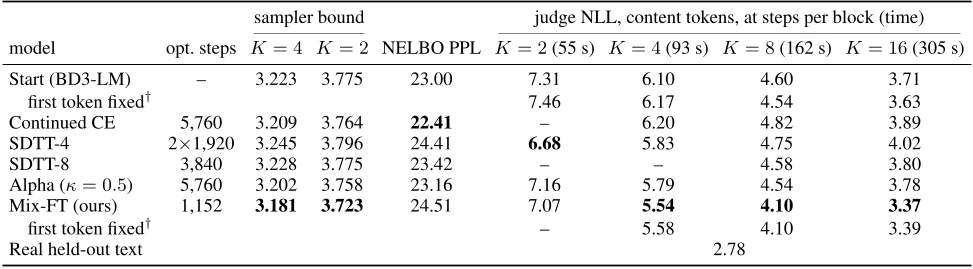 sampler bound judge NLL, content tokens, at steps per block (time)
model opt. steps K = 4 K = 2 NELBO PPL K = 2 (55 s) K = 4 (93 s) K = 8 (162 s) K = 16 (305 s)
Start (BD3-LM) – 3.223 3.775 23.00 7.31 6.10 4.60 3.71
first token fixed† 7.46 6.17 4.54 3.63
Continued CE 5,760 3.209 3.764 22.41 – 6.20 4.82 3.89
SDTT-4 2×1,920 3.245 3.796 24.41 6.68 5.83 4.75 4.02
SDTT-8 3,840 3.228 3.775 23.42 – – 4.58 3.80
Alpha (κ = 0.5) 5,760 3.202 3.758 23.16 7.16 5.79 4.54 3.78
Mix-FT (ours) 1,152 3.181 3.723 24.51 7.07 5.54 4.10 3.37
first token fixed† – 5.58 4.10 3.39
Real held-out text 2.78